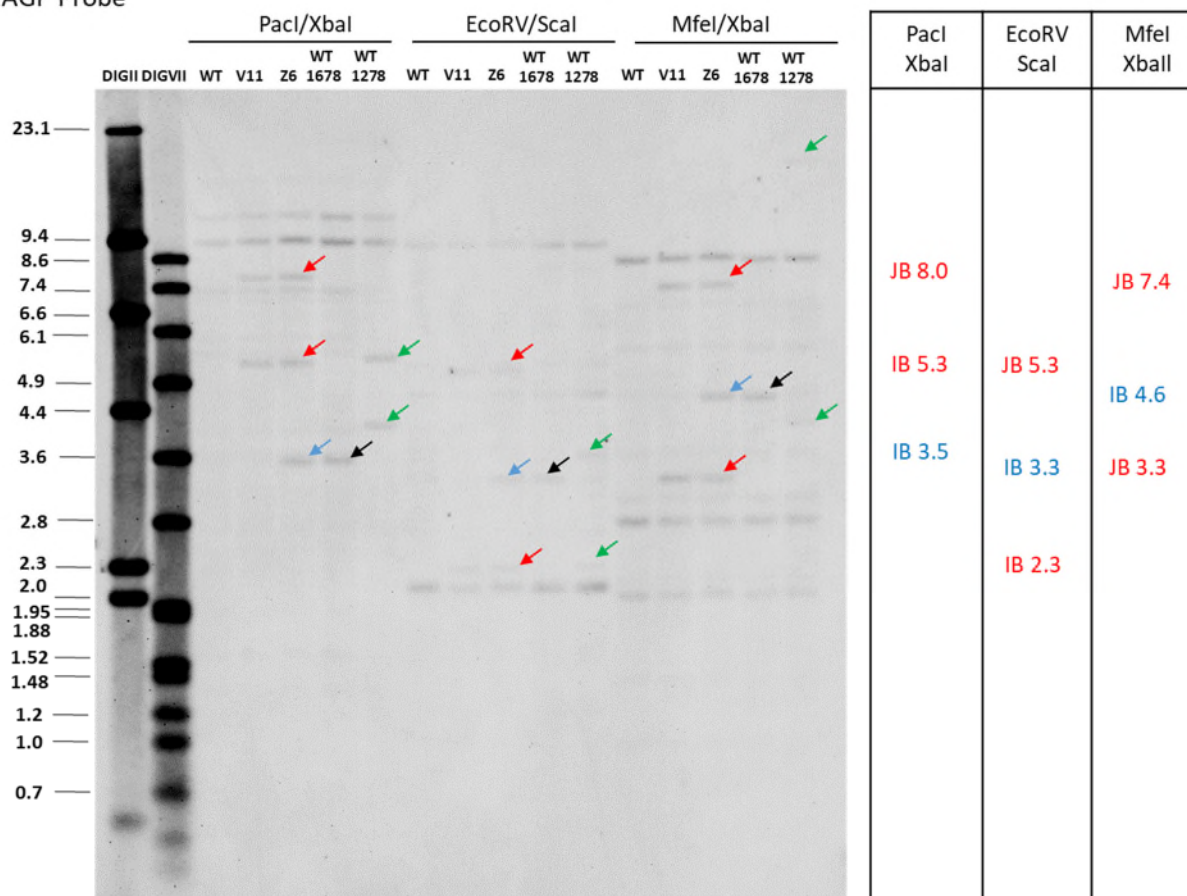 Probe
PacI/XbaI EcoRV/ScaI MfeI/XbaI
DIGII DIGVII WT V11 Z6 WT 1678 WT 1278 WT V11 Z6 WT 1678 WT 1278 WT V11 Z6 WT 1678 WT 1278
23.1
9.4
8.6
7.4
6.6
6.1
4.9
4.4
3.6
2.8
2.3
2.0
1.95
1.88
1.52
1.48
1.2
1.0
0.7
PacI XbaI
EcoRV ScaI
MfeI XbaII
JB 8.0
JB 7.4
IB 5.3
JB 5.3
IB 4.6
IB 3.5
IB 3.3
JB 3.3
IB 2.3